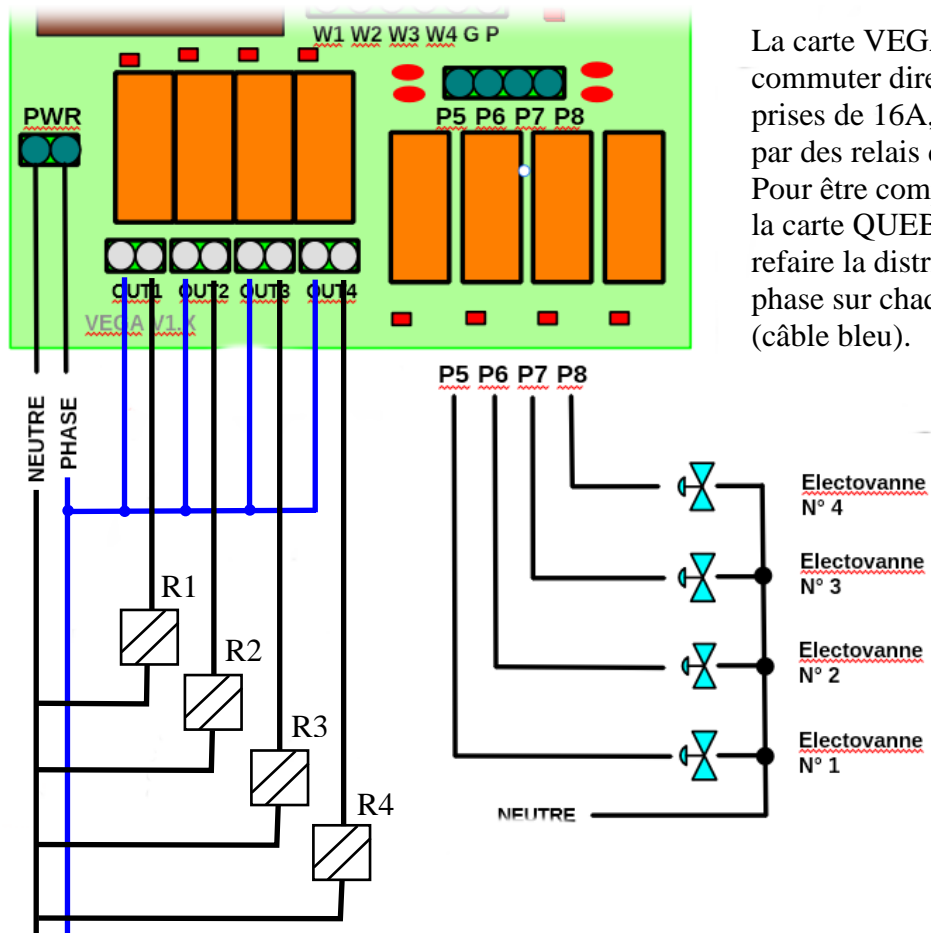 W1 W2 W3 W4 G P
PWR
P5 P6 P7 P8
OUT1 OUT2 OUT3 OUT4
VEGA V1.X
La carte VEGA
commuter dire
prises de 16A,
par des relais
Pour être com
la carte QUEB
refaire la distr
phase sur chac
(câble bleu).
P5 P6 P7 P8
NEUTRE
PHASE
Electovanne
N° 4
Electovanne
N° 3
Electovanne
N° 2
Electovanne
N° 1
R1
R2
R3
R4
NEUTRE